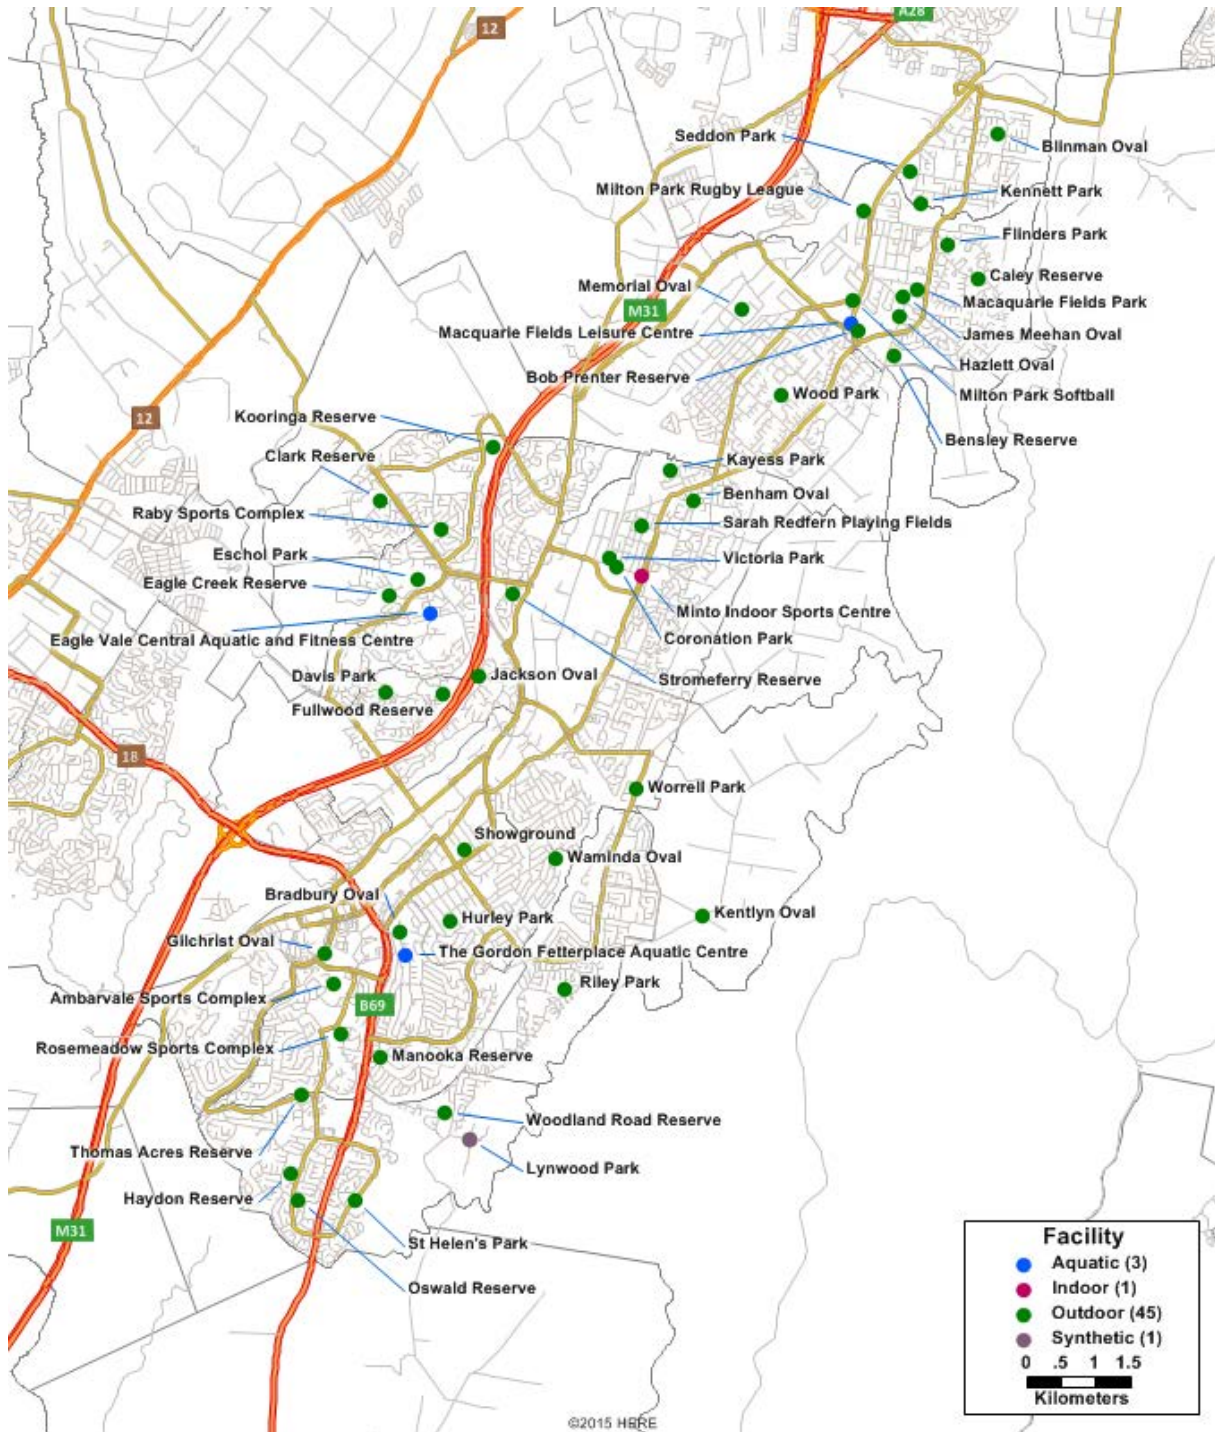 12
A28
Seddon Park
Blinman Oval
Milton Park Rugby League
Kennett Park
Flinders Park
Memorial Oval
Caley Reserve
M31
Macaquarie Fields Park
Macquarie Fields Leisure Centre
James Meehan Oval
Hazlett Oval
Bob Prenter Reserve
Wood Park
Milton Park Softball
12
Kooringa Reserve
Bensley Reserve
Clark Reserve
Kayess Park
Benham Oval
Raby Sports Complex
Sarah Redfern Playing Fields
Eschol Park
Victoria Park
Eagle Creek Reserve
Minto Indoor Sports Centre
Eagle Vale Central Aquatic and Fitness Centre
Coronation Park
Davis Park
Jackson Oval
Stromeferry Reserve
Fullwood Reserve
18
Worrell Park
Showground
Waminda Oval
Bradbury Oval
Hurley Park
Kentlyn Oval
Gilchrist Oval
The Gordon Fetterplace Aquatic Centre
Riley Park
Ambarvale Sports Complex
B69
Rosemeadow Sports Complex
Manooka Reserve
Woodland Road Reserve
Thomas Acres Reserve
Lynwood Park
Haydon Reserve
M31
St Helen's Park
Oswald Reserve
Facility
Aquatic (3)
Indoor (1)
Outdoor (45)
Synthetic (1)
0 .5 1 1.5
Kilometers
©2015 HERE